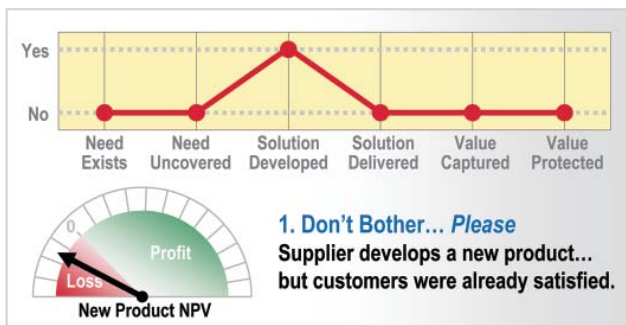 Yes
No
Need Exists
Need Uncovered
Solution Developed
Solution Delivered
Value Captured
Value Protected
0
Profit
Loss
New Product NPV
1. Don't Bother... Please
Supplier develops a new product...
but customers were already satisfied.